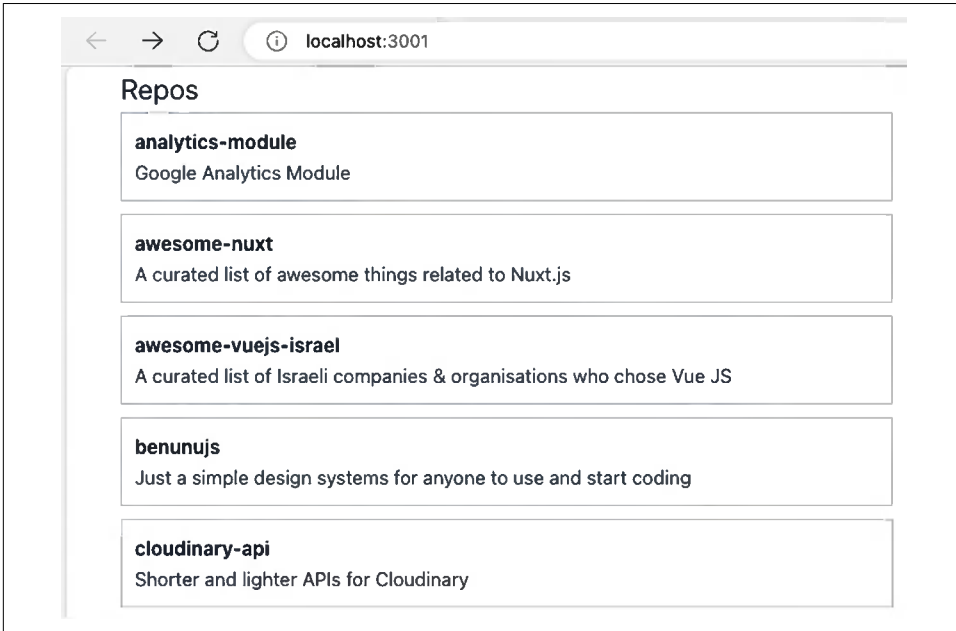 localhost:3001
Repos
analytics-module
Google Analytics Module
awesome-nuxt
A curated list of awesome things related to Nuxt.js
awesome-vuejs-israel
A curated list of Israeli companies & organisations who chose Vue JS
benunujs
Just a simple design systems for anyone to use and start coding
cloudinary-api
Shorter and lighter APIs for Cloudinary